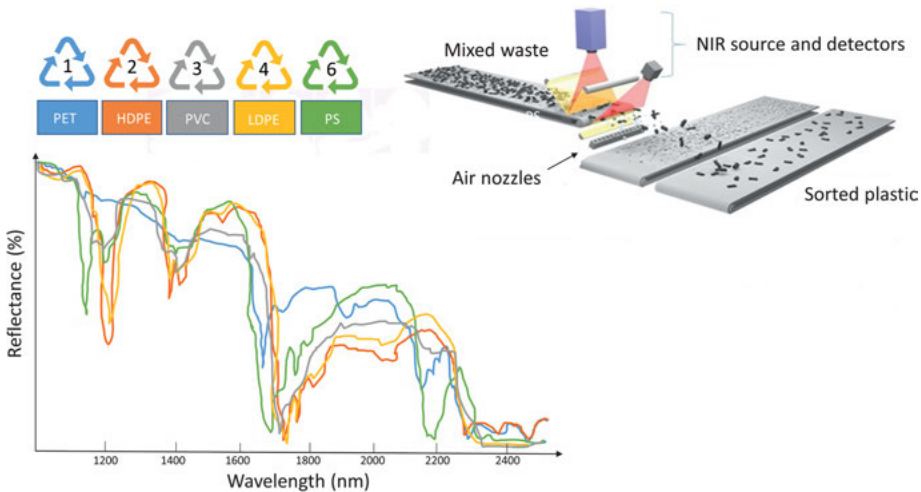 1 2 3 4 6
PET HDPE PVC LDPE PS
Mixed waste
NIR source and detectors
Air nozzles
Sorted plastic
Reflectance (%)
1200 1400 1600 1800 2000 2200 2400
Wavelength (nm)